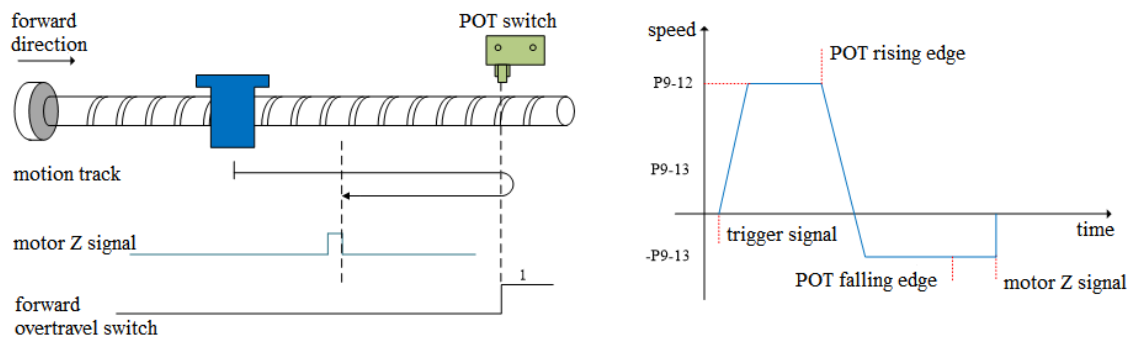 forward
direction
POT switch
motion track
motor Z signal
1
forward
overtravel switch
speed
POT rising edge
P9-12
P9-13
trigger signal
time
-P9-13
POT falling edge
motor Z signal